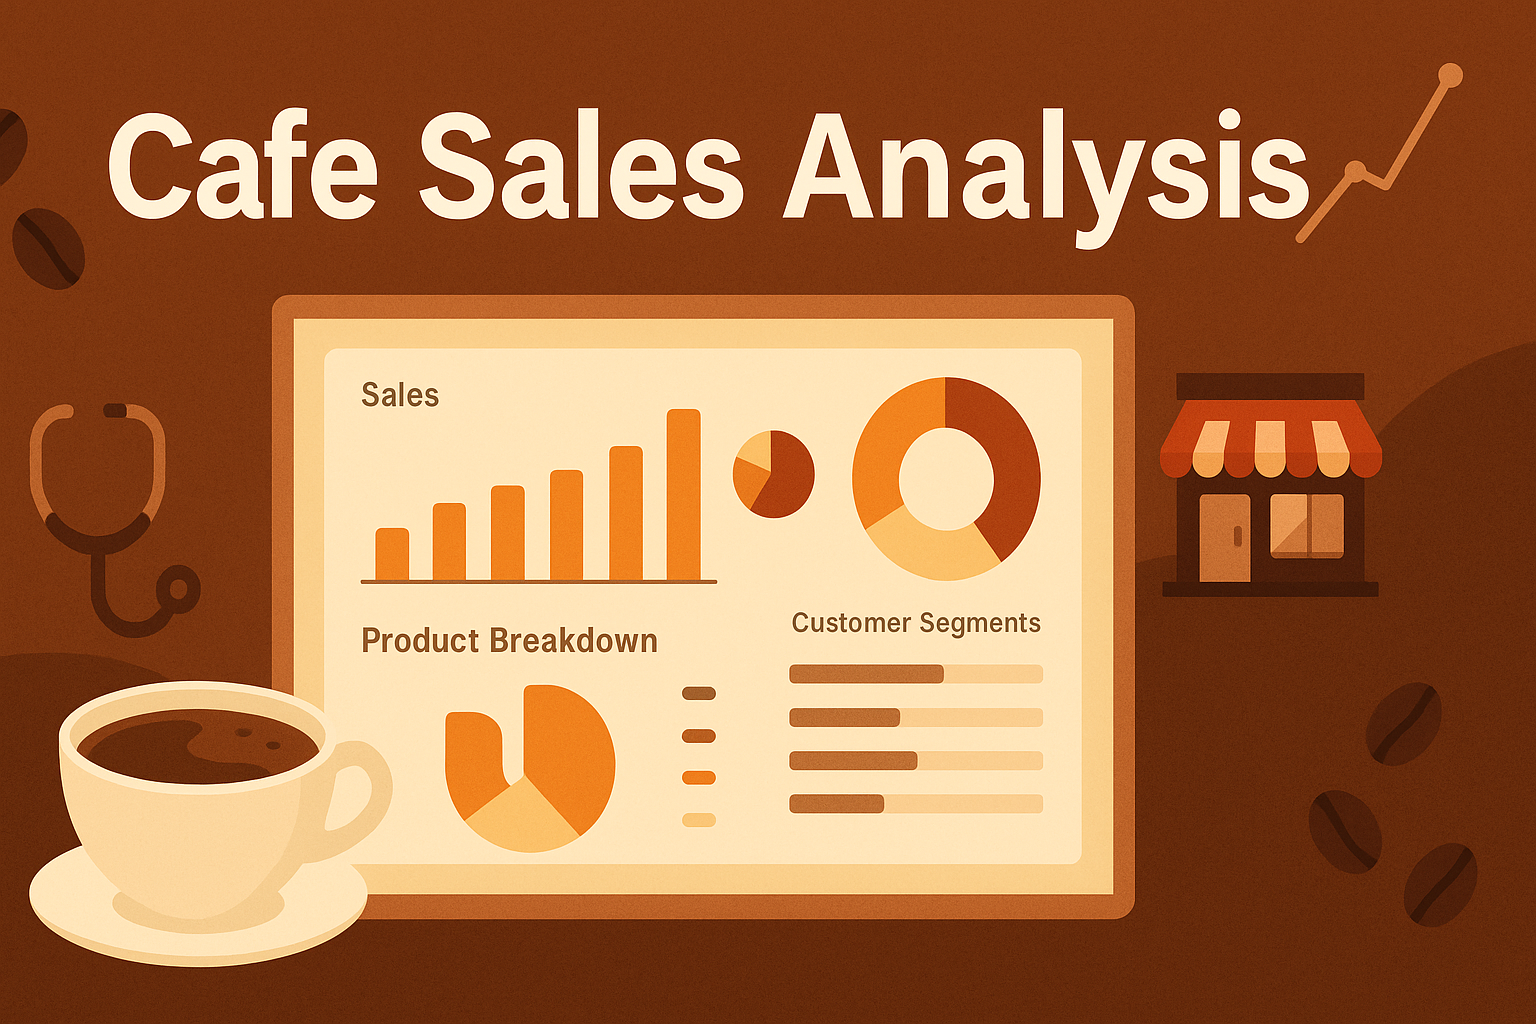 Cafe Sales Analysis
Sales
Product Breakdown
Customer Segments